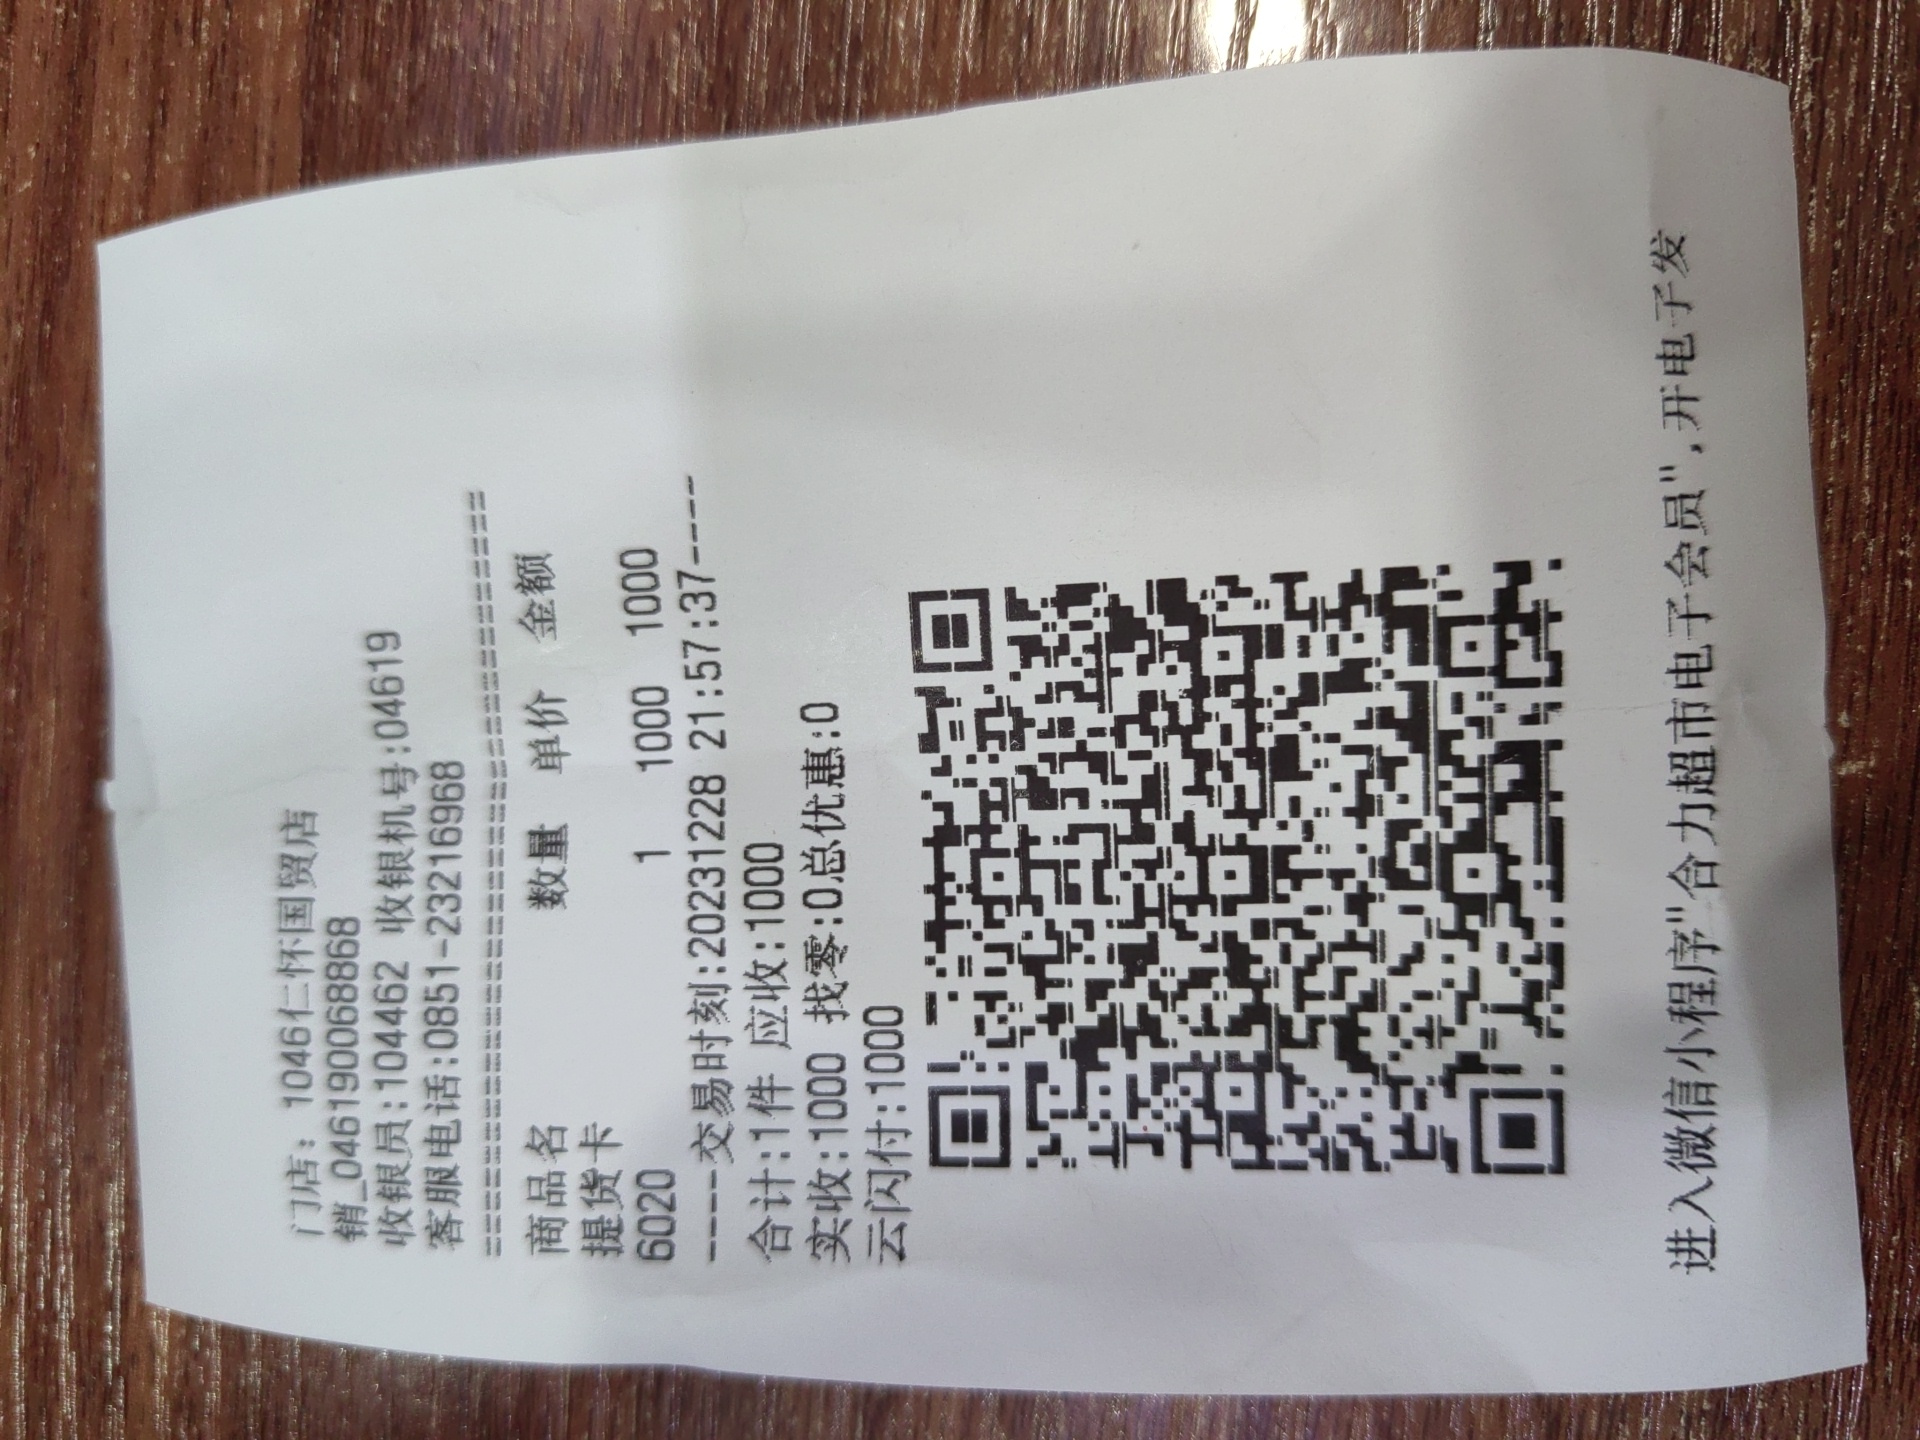 门店: 1046仁怀国贸店
销_046190068868
收银员:104462 收银机号:04619
客服电话:0851-23216968
========================================
商品名 数量 单价 金额
提货卡
6020 1 1000 1000
----交易时刻:20231228 21:57:37----
合计:1件 应收:1000
实收:1000 找零:0总优惠:0
云闪付:1000
进入微信小程序"合力超市电子会员",开电子发